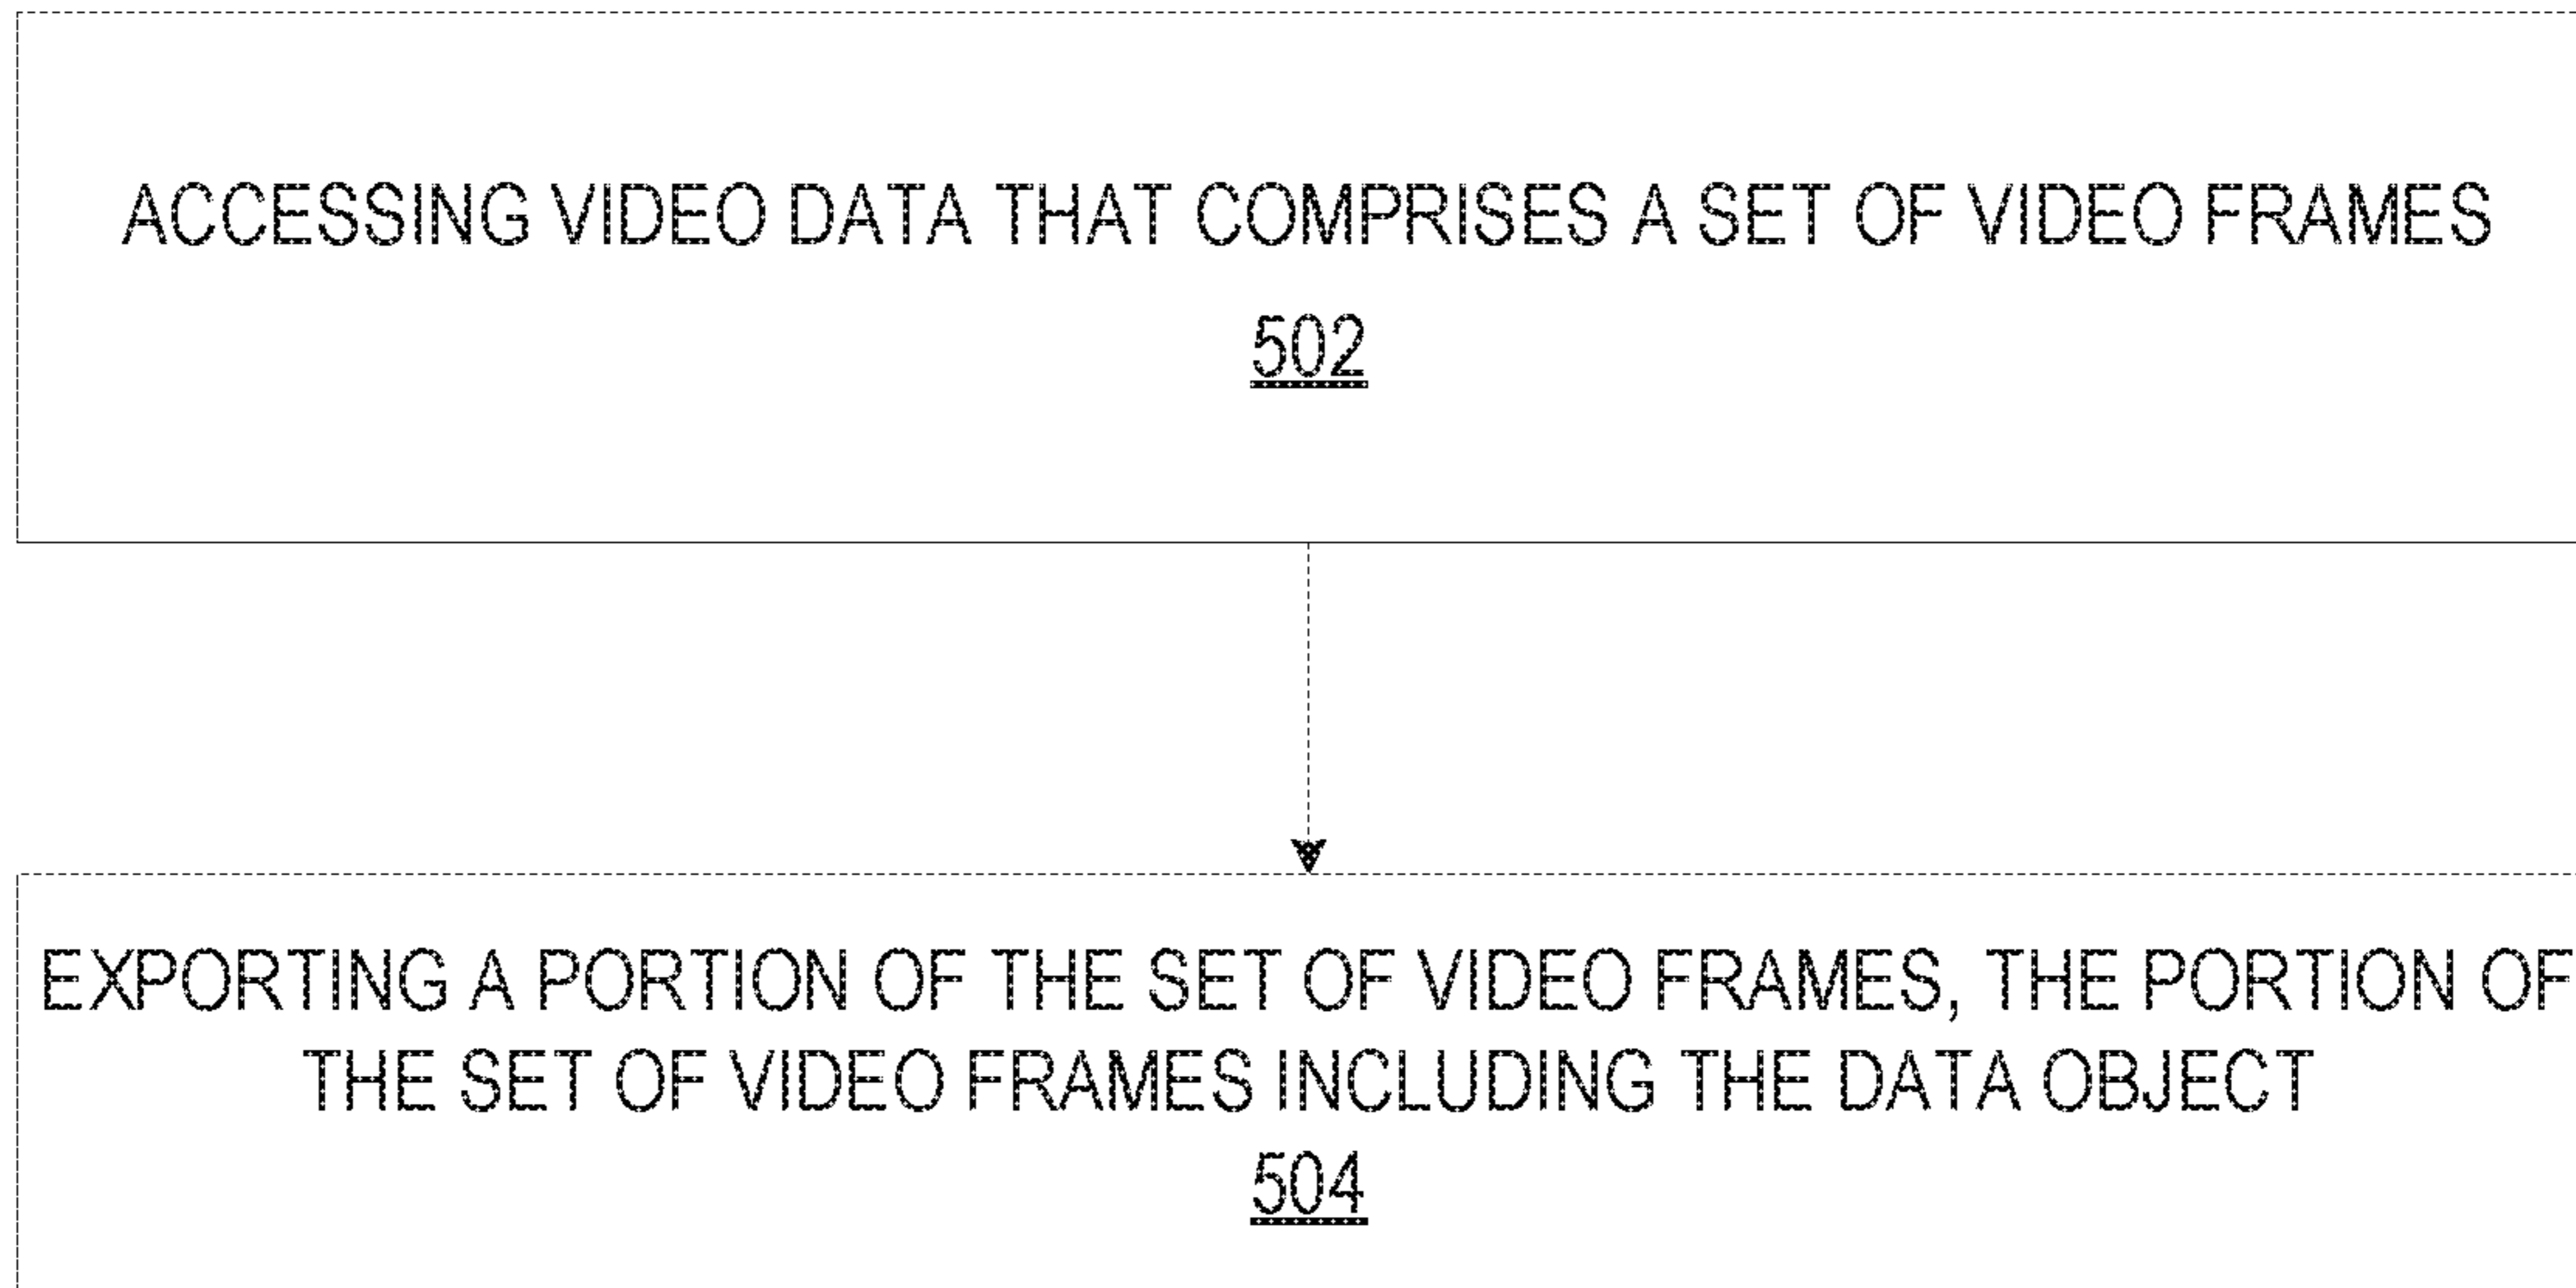 ACCESSING VIDEO DATA THAT COMPRISES A SET OF VIDEO FRAMES
502
EXPORTING A PORTION OF THE SET OF VIDEO FRAMES, THE PORTION OF
THE SET OF VIDEO FRAMES INCLUDING THE DATA OBJECT
504